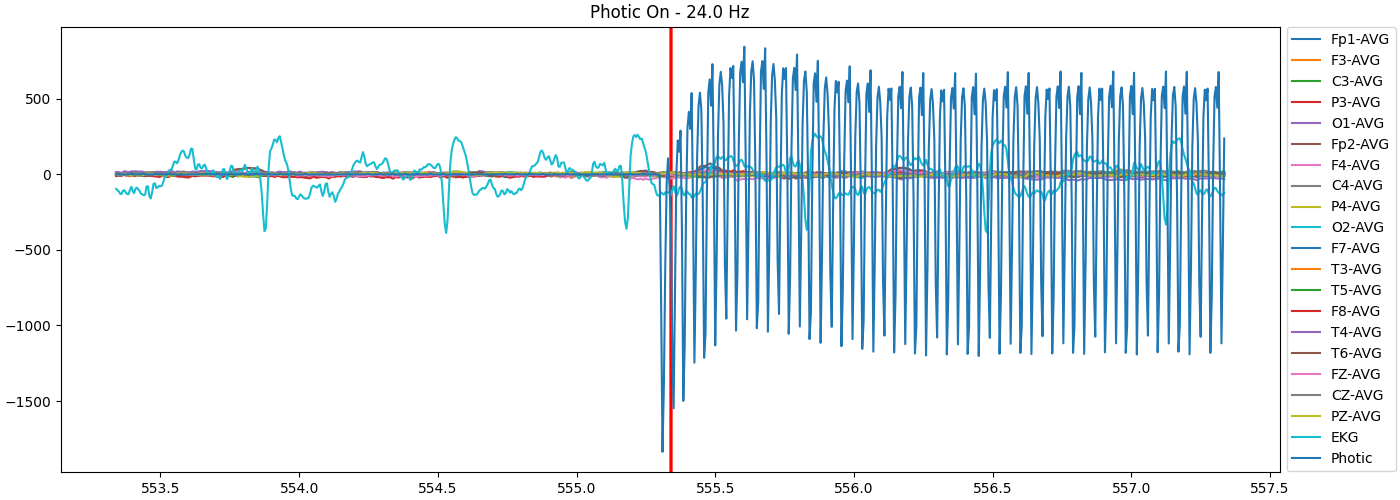 Photic On - 24.0 Hz
500
0
−500
−1000
−1500
553.5 554.0 554.5 555.0 555.5 556.0 556.5 557.0 557.5
Fp1-AVG
F3-AVG
C3-AVG
P3-AVG
O1-AVG
Fp2-AVG
F4-AVG
C4-AVG
P4-AVG
O2-AVG
F7-AVG
T3-AVG
T5-AVG
F8-AVG
T4-AVG
T6-AVG
FZ-AVG
CZ-AVG
PZ-AVG
EKG
Photic